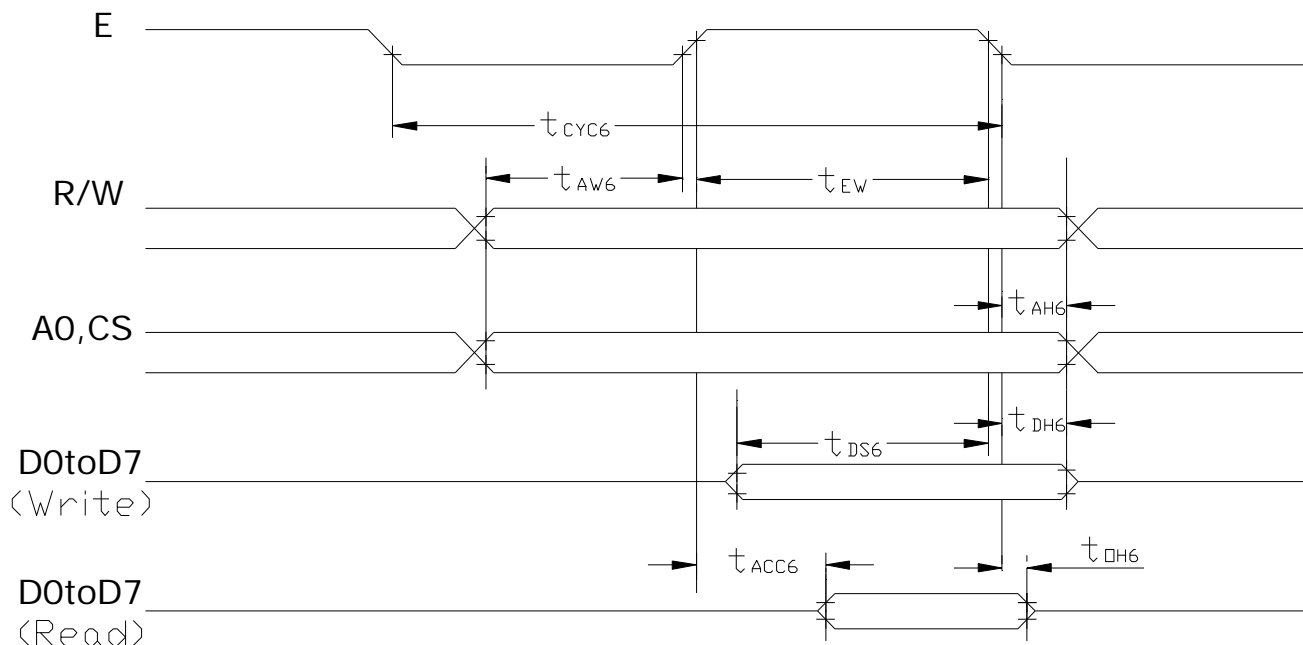 E
tCYC6
R/W
tAW6
tEW
A0,CS
tAH6
tDH6
D0toD7
(Write)
tDS6
tACC6
tOH6
D0toD7
(Read)